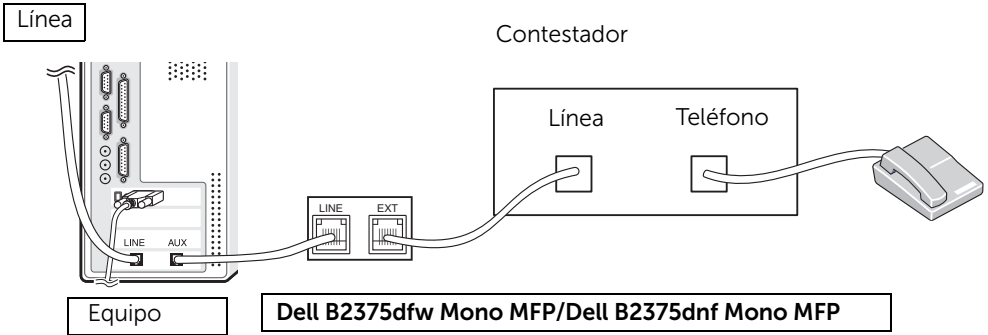 Línea
Contestador
Línea Teléfono
LINE EXT
LINE AUX
Equipo
Dell B2375dfw Mono MFP/Dell B2375dnf Mono MFP